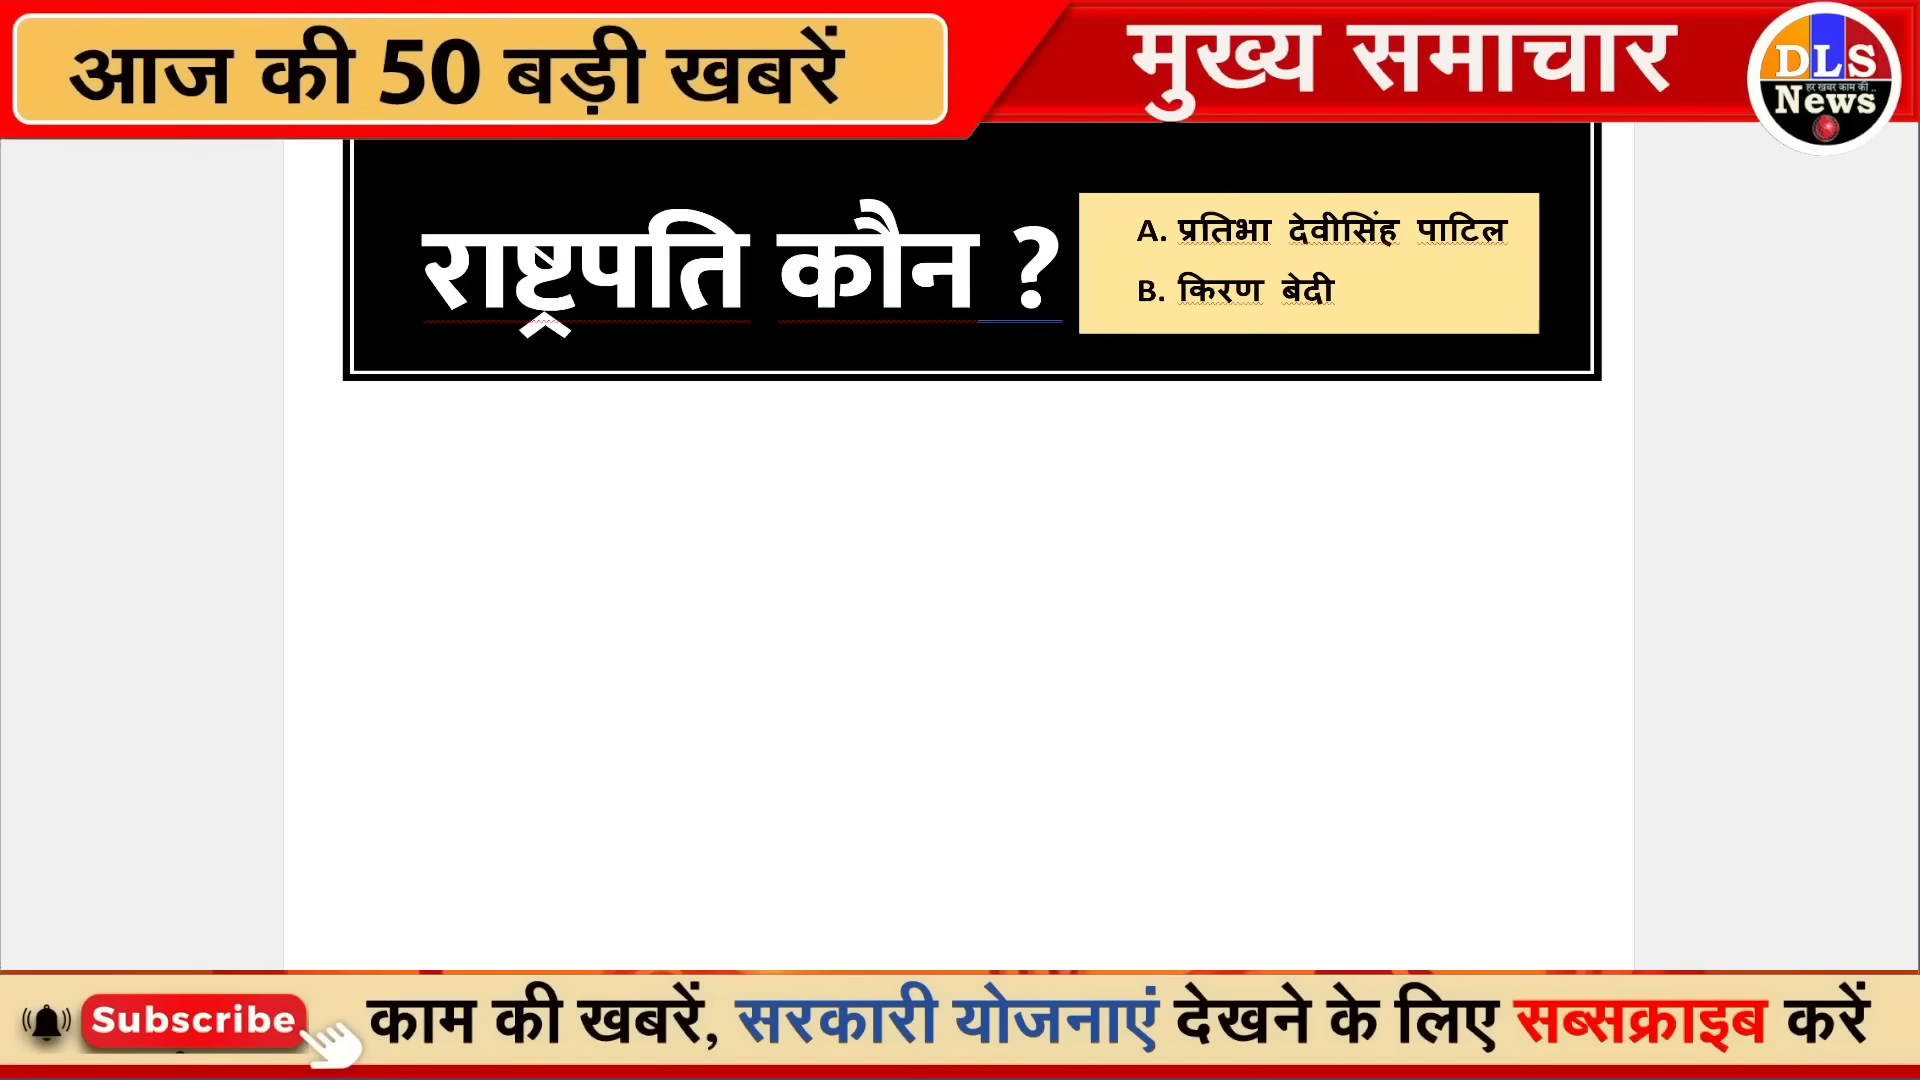 आज की 50 बड़ी खबरें
मुख्य समाचार
DLS
हर खबर काम की..
News
राष्ट्रपति कौन ?
A. प्रतिभा देवीसिंह पाटिल
B. किरण बेदी
Subscribe
काम की खबरें, सरकारी योजनाएं देखने के लिए सब्सक्राइब करें